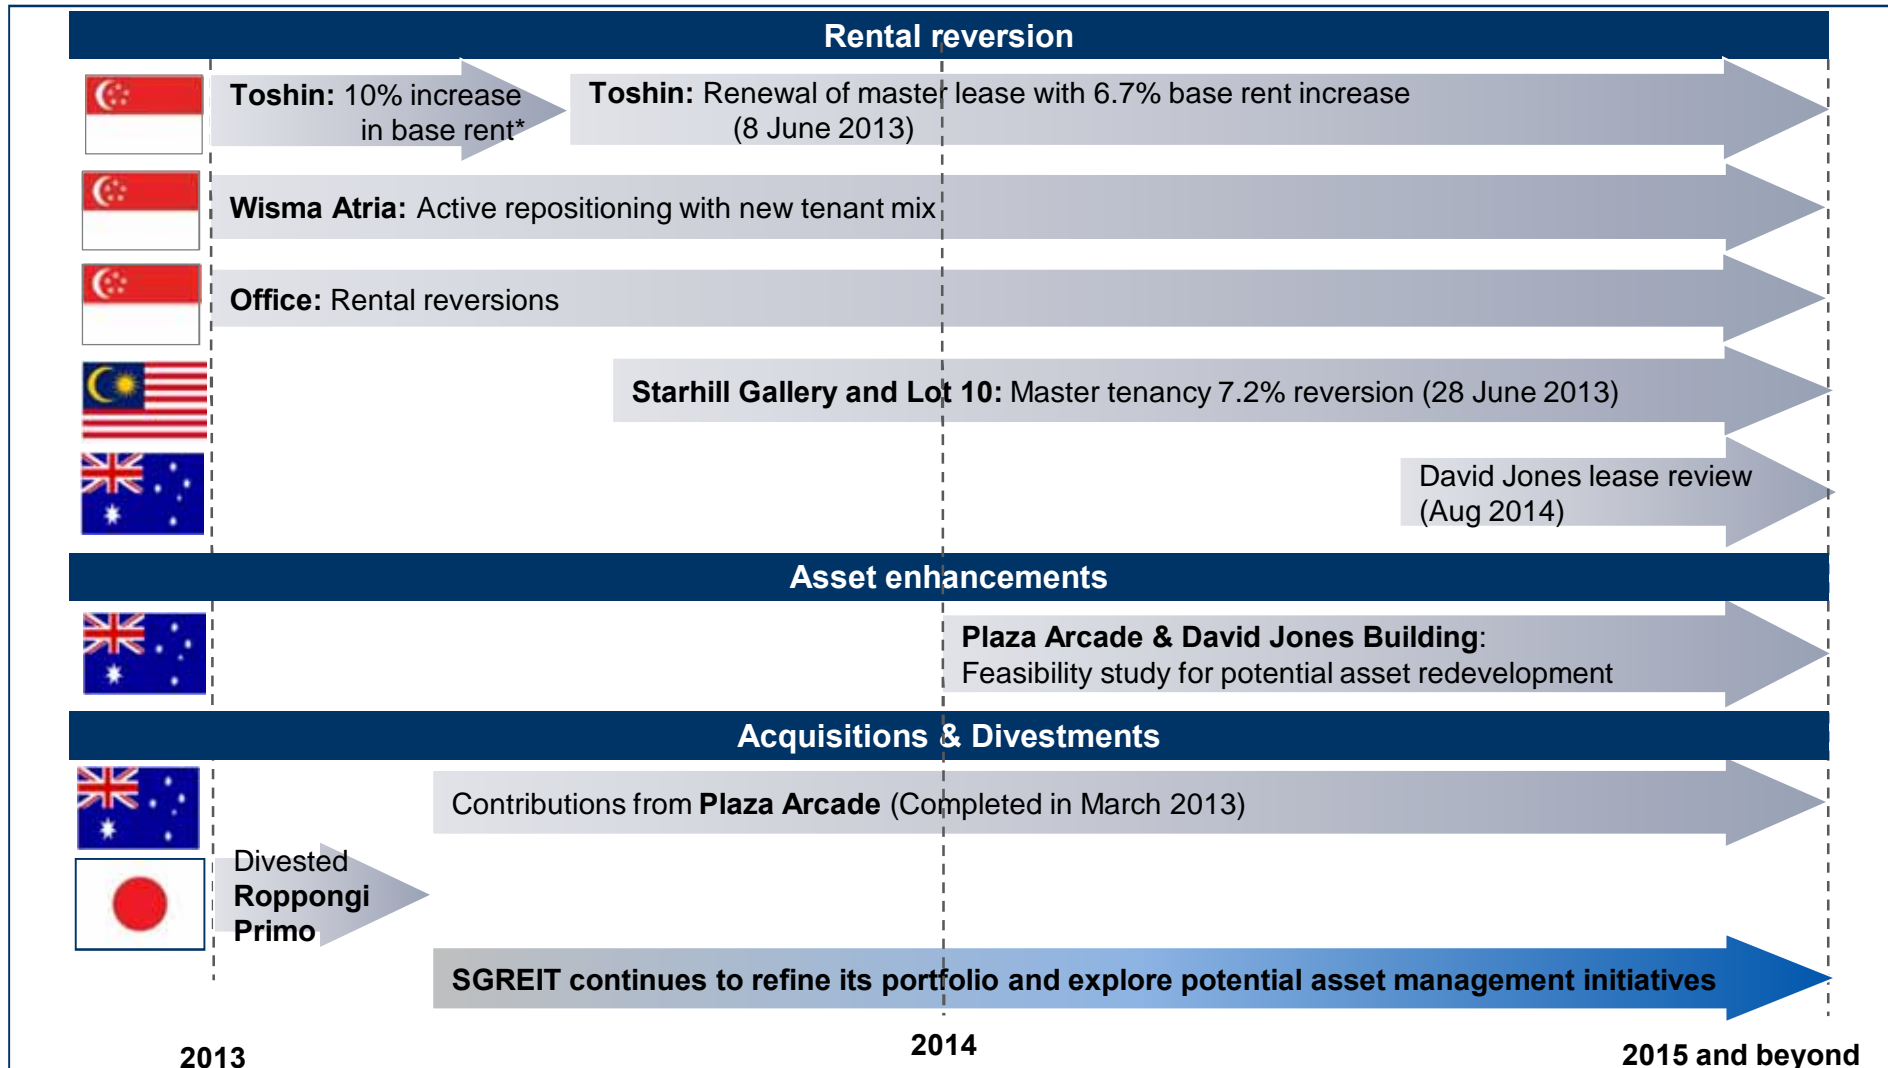 Rental reversion
Toshin: 10% increase
in base rent*
Toshin: Renewal of master lease with 6.7% base rent increase
(8 June 2013)
Wisma Atria: Active repositioning with new tenant mix
Office: Rental reversions
Starhill Gallery and Lot 10: Master tenancy 7.2% reversion (28 June 2013)
David Jones lease review
(Aug 2014)
Asset enhancements
Plaza Arcade & David Jones Building:
Feasibility study for potential asset redevelopment
Acquisitions & Divestments
Contributions from Plaza Arcade (Completed in March 2013)
Divested
Roppongi
Primo
SGREIT continues to refine its portfolio and explore potential asset management initiatives
2013
2014
2015 and beyond